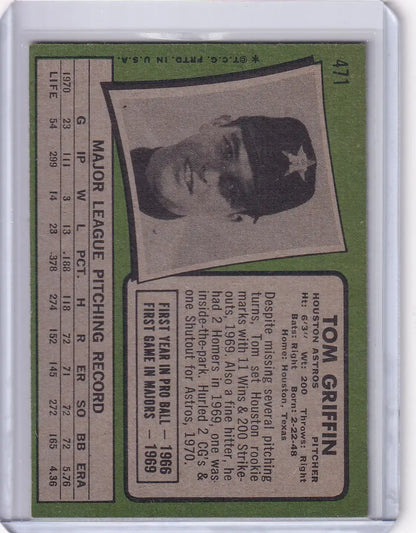 471
*©T.C.G. PRTD. IN U.S.A.
TOM GRIFFIN
HOUSTON ASTROS PITCHER
Ht: 6'3" Wt: 200 Throws: Right
Bats: Right Born: 2-22-48
Home: Houston, Texas
Despite missing several pitching
turns, Tom set Houston rookie
marks with 11 Wins & 200 Strike-
outs, 1969. Also a fine hitter, he
had 2 Homers in 1969, one was
inside-the-park. Hurled 2 CG's &
one Shutout for Astros, 1970.
FIRST YEAR IN PRO BALL — 1966
FIRST GAME IN MAJORS — 1969
MAJOR LEAGUE PITCHING RECORD
G IP W L PCT. H R ER SO BB ERA
1970 23 111 3 13 .188 118 72 71 72 72 5.76
LIFE 54 299 14 23 .378 274 152 145 272 165 4.36